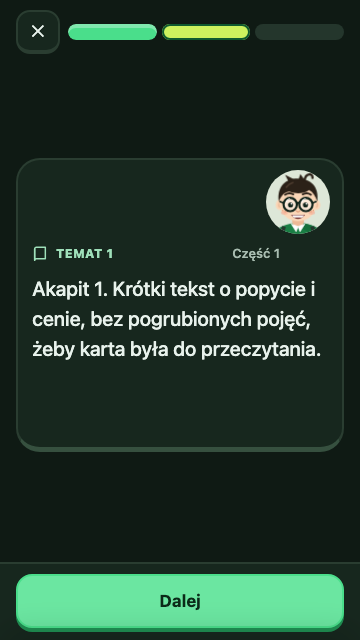 TEMAT 1
Część 1
Akapit 1. Krótki tekst o popycie i
cenie, bez pogrubionych pojęć,
żeby karta była do przeczytania.
Dalej